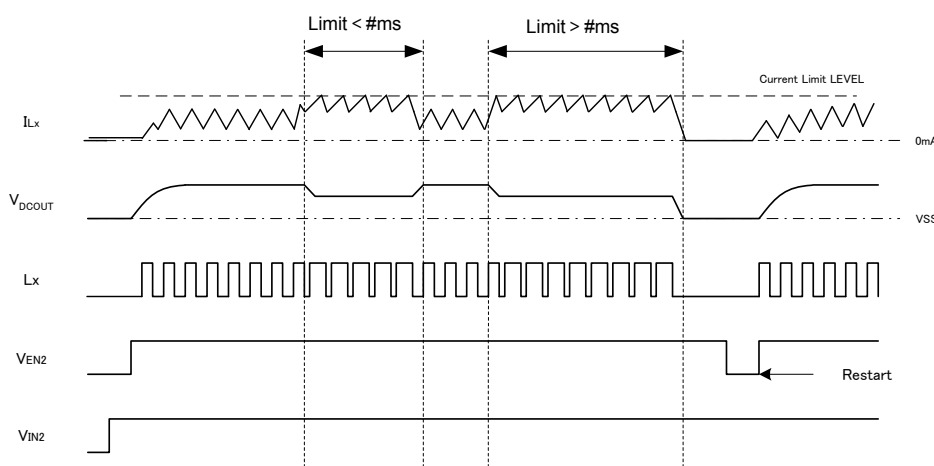 Limit < #ms
Limit > #ms
Current Limit LEVEL
ILx
0mA
VDCOUT
VSS
Lx
VEN2
Restart
VIN2